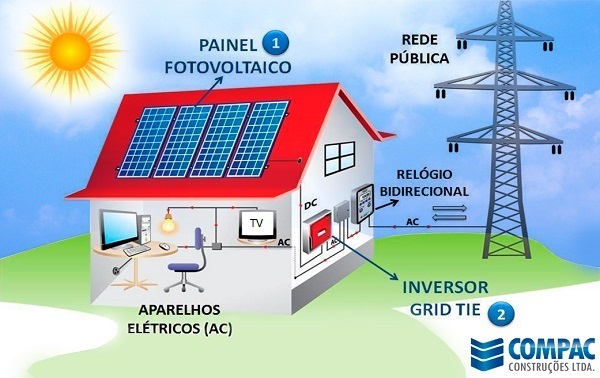 PAINEL 1
FOTOVOLTAICO
REDE
PÚBLICA
RELÓGIO
BIDIRECIONAL
DC
TV
AC
AC
AC
INVERSOR
GRID TIE 2
APARELHOS
ELÉTRICOS (AC)
COMPAC
CONSTRUÇÕES LTDA.